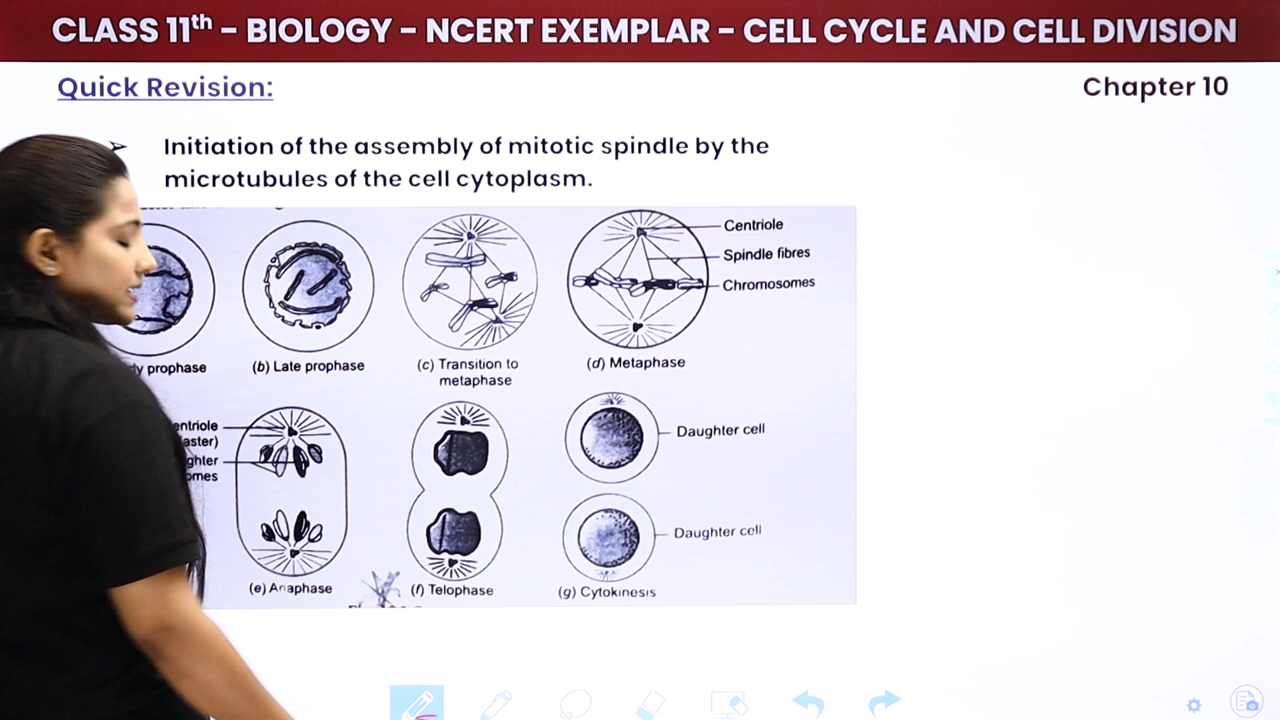 CLASS 11th – BIOLOGY – NCERT EXEMPLAR – CELL CYCLE AND CELL DIVISION
Quick Revision:
Chapter 10
➢ Initiation of the assembly of mitotic spindle by the
microtubules of the cell cytoplasm.
Centriole
Spindle fibres
Chromosomes
prophase
(b) Late prophase
(c) Transition to
metaphase
(d) Metaphase
entriole
aster)
ghter
omes
Daughter cell
Daughter cell
(e) Anaphase
(f) Telophase
(g) Cytokinesis